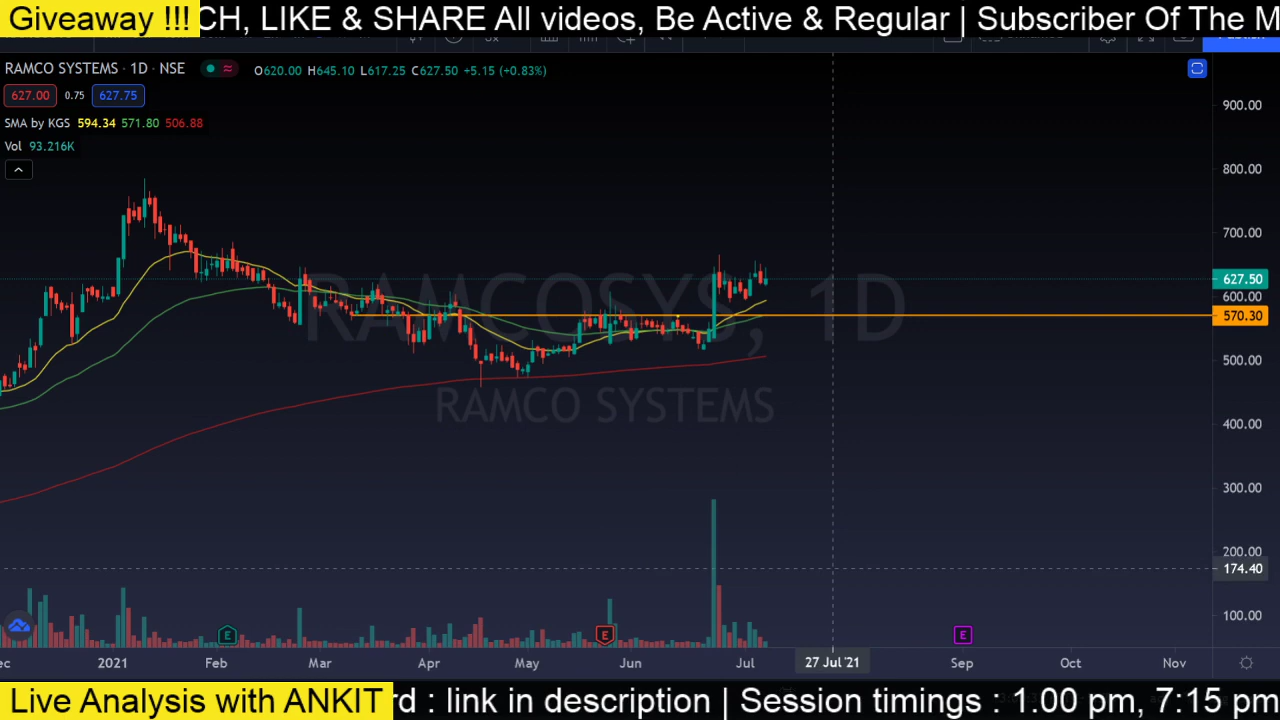 Giveaway !!! CH, LIKE & SHARE All videos, Be Active & Regular | Subscriber Of The M
RAMCO SYSTEMS · 1D · NSE O620.00 H645.10 L617.25 C627.50 +5.15 (+0.83%)
627.00 0.75 627.75
SMA by KGS 594.34 571.80 506.88
Vol 93.216K
900.00
800.00
700.00
627.50
600.00
570.30
500.00
400.00
300.00
200.00
174.40
100.00
RAMCOSYS, 1D
RAMCO SYSTEMS
E E E
ec 2021 Feb Mar Apr May Jun Jul 27 Jul '21 Sep Oct Nov
Live Analysis with ANKIT rd : link in description | Session timings : 1.00 pm, 7:15 pm